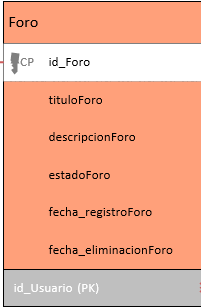 Foro
CP id_Foro
tituloForo
descripcionForo
estadoForo
fecha_registroForo
fecha_eliminacionForo
id_Usuario (PK)